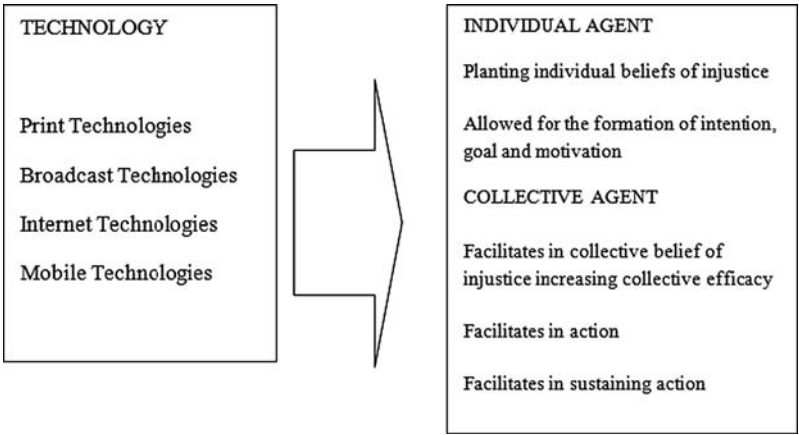 TECHNOLOGY
Print Technologies
Broadcast Technologies
Internet Technologies
Mobile Technologies
INDIVIDUAL AGENT
Planting individual beliefs of injustice
Allowed for the formation of intention,
goal and motivation
COLLECTIVE AGENT
Facilitates in collective belief of
injustice increasing collective efficacy
Facilitates in action
Facilitates in sustaining action